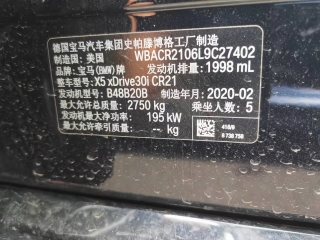 德国宝马汽车集团史帕滕博格工厂制造
制造: 美国 WBACR2106L9C27402
品牌: 宝马(BMW)牌 发动机排量: 1998 mL
整车型号: X5 xDrive30i CR21
发动机型号: B48B20B 制造年月: 2020-02
最大允许总质量: 2750 kg 乘坐人数: 5
发动机最大净功率: 195 kW
最大允许牵引质量: -- kg